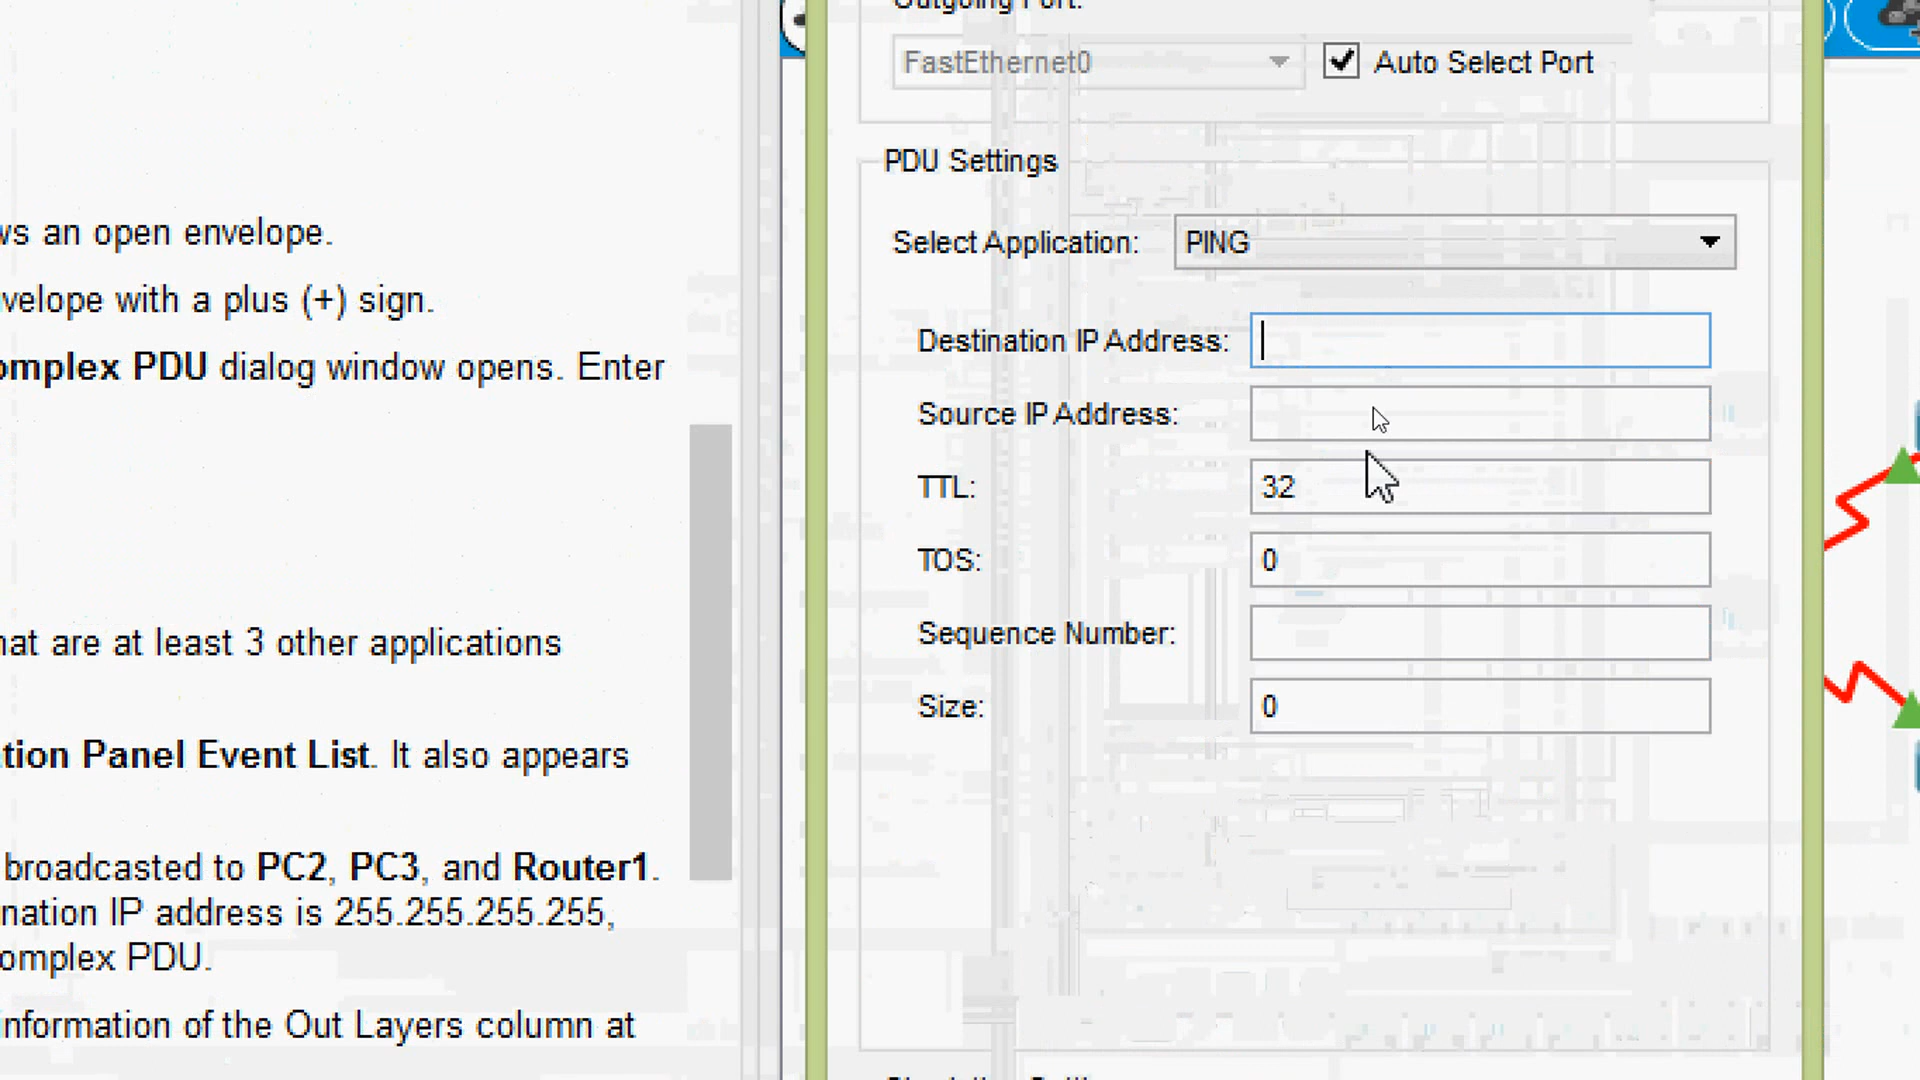 ws an open envelope.
velope with a plus (+) sign.
omplex PDU dialog window opens. Enter
hat are at least 3 other applications
tion Panel Event List. It also appears
broadcasted to PC2, PC3, and Router1.
nation IP address is 255.255.255.255,
omplex PDU.
information of the Out Layers column at
Outgoing Port:
FastEthernet0
Auto Select Port
PDU Settings
Select Application: PING
Destination IP Address:
Source IP Address:
TTL: 32
TOS: 0
Sequence Number:
Size: 0